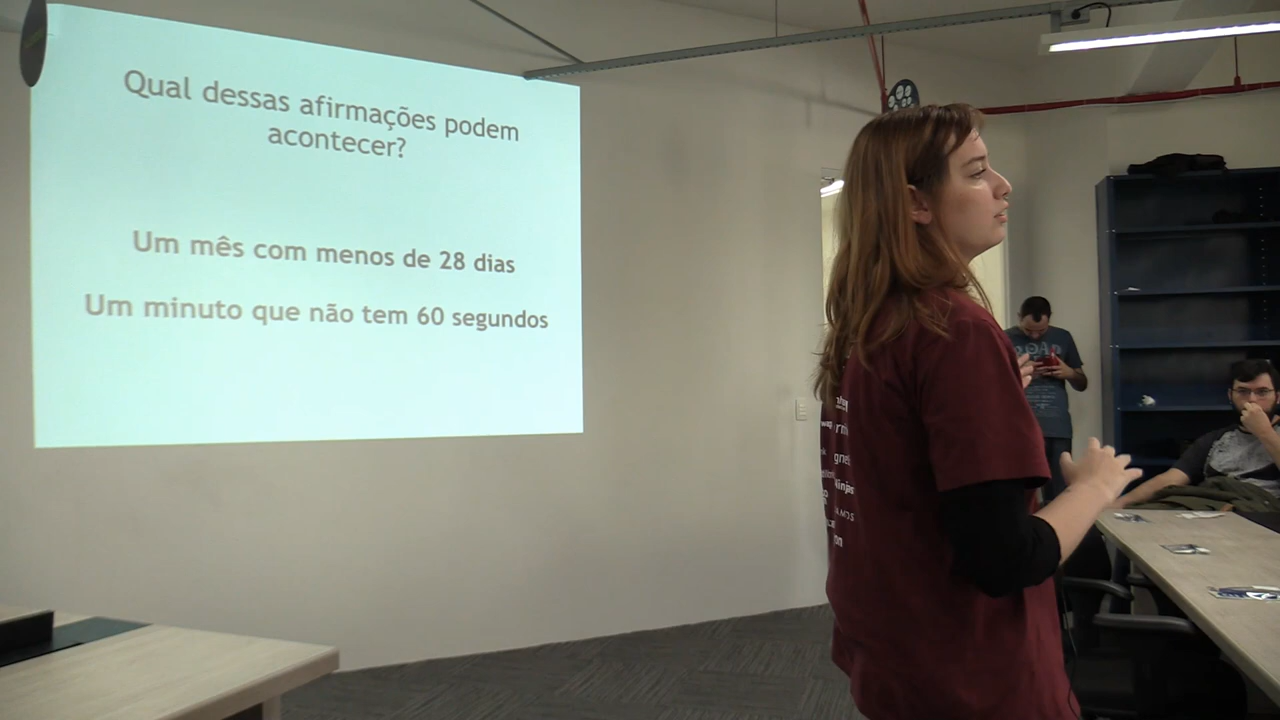 Qual dessas afirmações podem
acontecer?
Um mês com menos de 28 dias
Um minuto que não tem 60 segundos